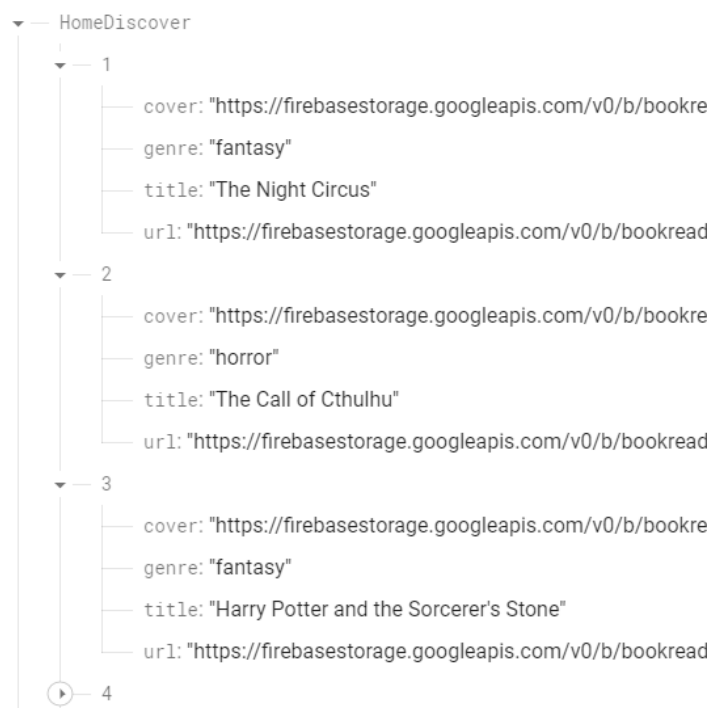 HomeDiscover
1
cover: "https://firebasestorage.googleapis.com/v0/b/bookre
genre: "fantasy"
title: "The Night Circus"
url: "https://firebasestorage.googleapis.com/v0/b/bookread
2
cover: "https://firebasestorage.googleapis.com/v0/b/bookre
genre: "horror"
title: "The Call of Cthulhu"
url: "https://firebasestorage.googleapis.com/v0/b/bookread
3
cover: "https://firebasestorage.googleapis.com/v0/b/bookre
genre: "fantasy"
title: "Harry Potter and the Sorcerer's Stone"
url: "https://firebasestorage.googleapis.com/v0/b/bookread
4